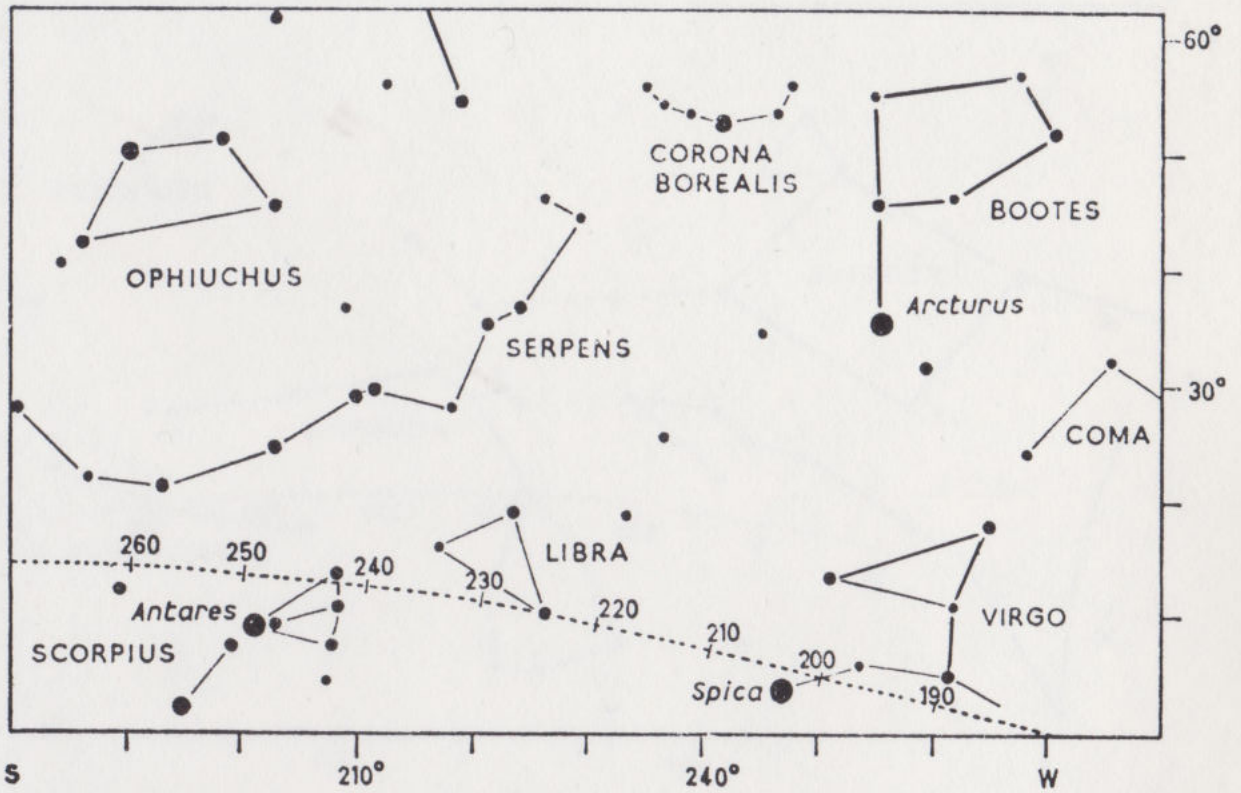 60°
CORONA
BOREALIS
BOOTES
OPHIUCHUS
Arcturus
SERPENS
30°
COMA
260
250
240
LIBRA
230
220
210
200
190
Antares
VIRGO
SCORPIUS
Spica
S
210°
240°
W